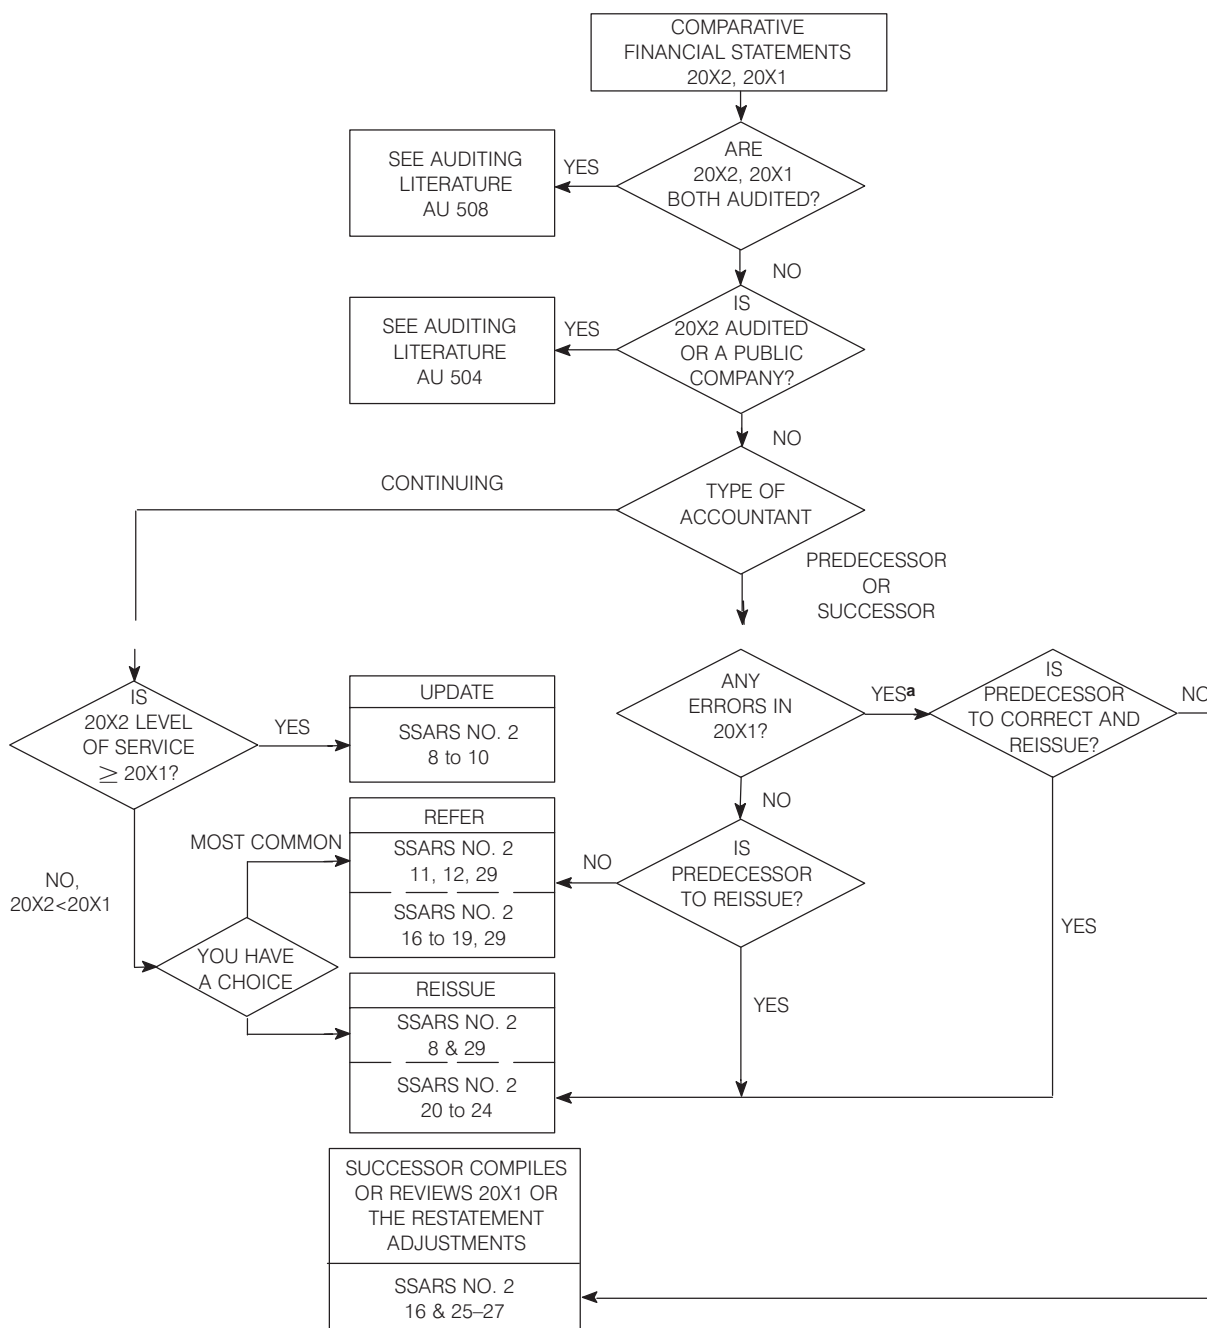 COMPARATIVE
FINANCIAL STATEMENTS
20X2, 20X1
ARE
20X2, 20X1
BOTH AUDITED?
YES
SEE AUDITING
LITERATURE
AU 508
NO
IS
20X2 AUDITED
OR A PUBLIC
COMPANY?
YES
SEE AUDITING
LITERATURE
AU 504
NO
TYPE OF
ACCOUNTANT
CONTINUING
PREDECESSOR
OR
SUCCESSOR
IS
20X2 LEVEL
OF SERVICE
≥ 20X1?
YES
UPDATE
SSARS NO. 2
8 to 10
ANY
ERRORS IN
20X1?
YESa
IS
PREDECESSOR
TO CORRECT AND
REISSUE?
NO
NO
MOST COMMON
REFER
SSARS NO. 2
11, 12, 29
SSARS NO. 2
16 to 19, 29
NO
IS
PREDECESSOR
TO REISSUE?
NO,
20X2<20X1
YES
YOU HAVE
A CHOICE
REISSUE
SSARS NO. 2
8 & 29
SSARS NO. 2
20 to 24
YES
SUCCESSOR COMPILES
OR REVIEWS 20X1 OR
THE RESTATEMENT
ADJUSTMENTS
SSARS NO. 2
16 & 25–27